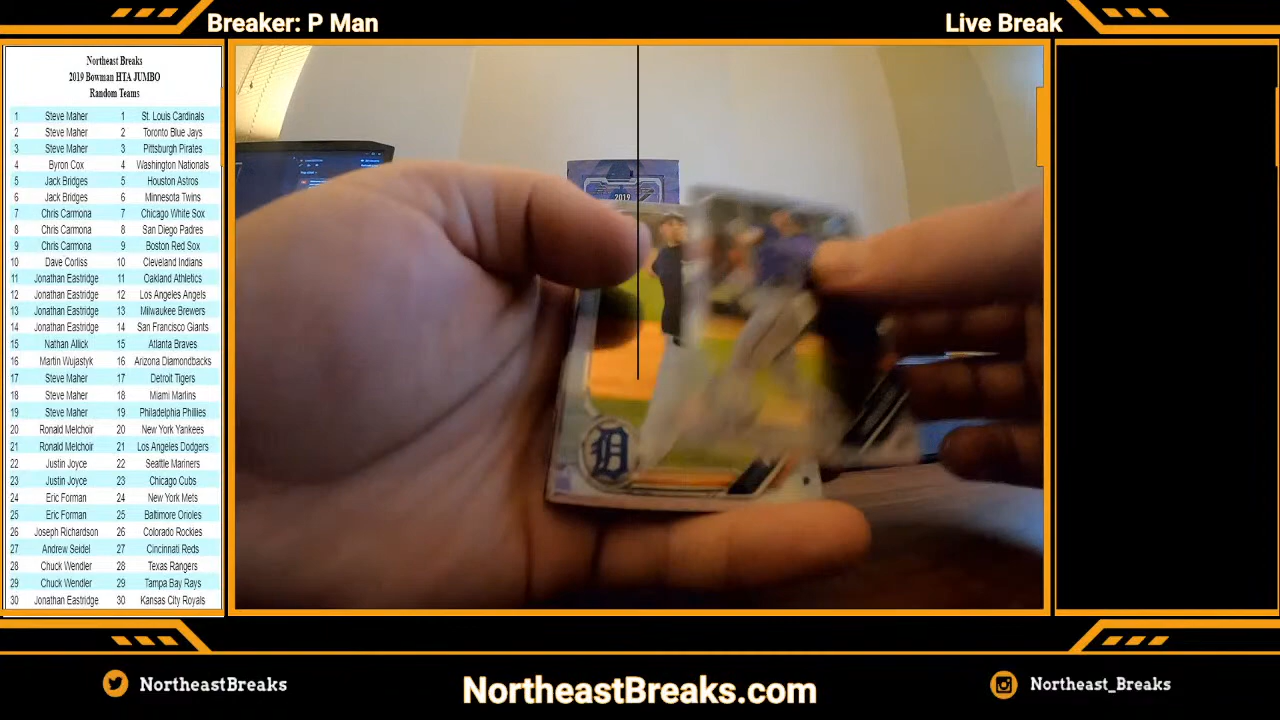 Breaker: P Man
Live Break
Northeast Breaks
2019 Bowman HTA JUMBO
Random Teams
1 Steve Maher 1 St. Louis Cardinals
2 Steve Maher 2 Toronto Blue Jays
3 Steve Maher 3 Pittsburgh Pirates
4 Byron Cox 4 Washington Nationals
5 Jack Bridges 5 Houston Astros
6 Jack Bridges 6 Minnesota Twins
7 Chris Carmona 7 Chicago White Sox
8 Chris Carmona 8 San Diego Padres
9 Chris Carmona 9 Boston Red Sox
10 Dave Corliss 10 Cleveland Indians
11 Jonathan Eastridge 11 Oakland Athletics
12 Jonathan Eastridge 12 Los Angeles Angels
13 Jonathan Eastridge 13 Milwaukee Brewers
14 Jonathan Eastridge 14 San Francisco Giants
15 Nathan Allick 15 Atlanta Braves
16 Martin Wujastyk 16 Arizona Diamondbacks
17 Steve Maher 17 Detroit Tigers
18 Steve Maher 18 Miami Marlins
19 Steve Maher 19 Philadelphia Phillies
20 Ronald Melchoir 20 New York Yankees
21 Ronald Melchoir 21 Los Angeles Dodgers
22 Justin Joyce 22 Seattle Mariners
23 Justin Joyce 23 Chicago Cubs
24 Eric Forman 24 New York Mets
25 Eric Forman 25 Baltimore Orioles
26 Joseph Richardson 26 Colorado Rockies
27 Andrew Seidel 27 Cincinnati Reds
28 Chuck Wendler 28 Texas Rangers
29 Chuck Wendler 29 Tampa Bay Rays
30 Jonathan Eastridge 30 Kansas City Royals
2019
D
NortheastBreaks
NortheastBreaks.com
Northeast_Breaks